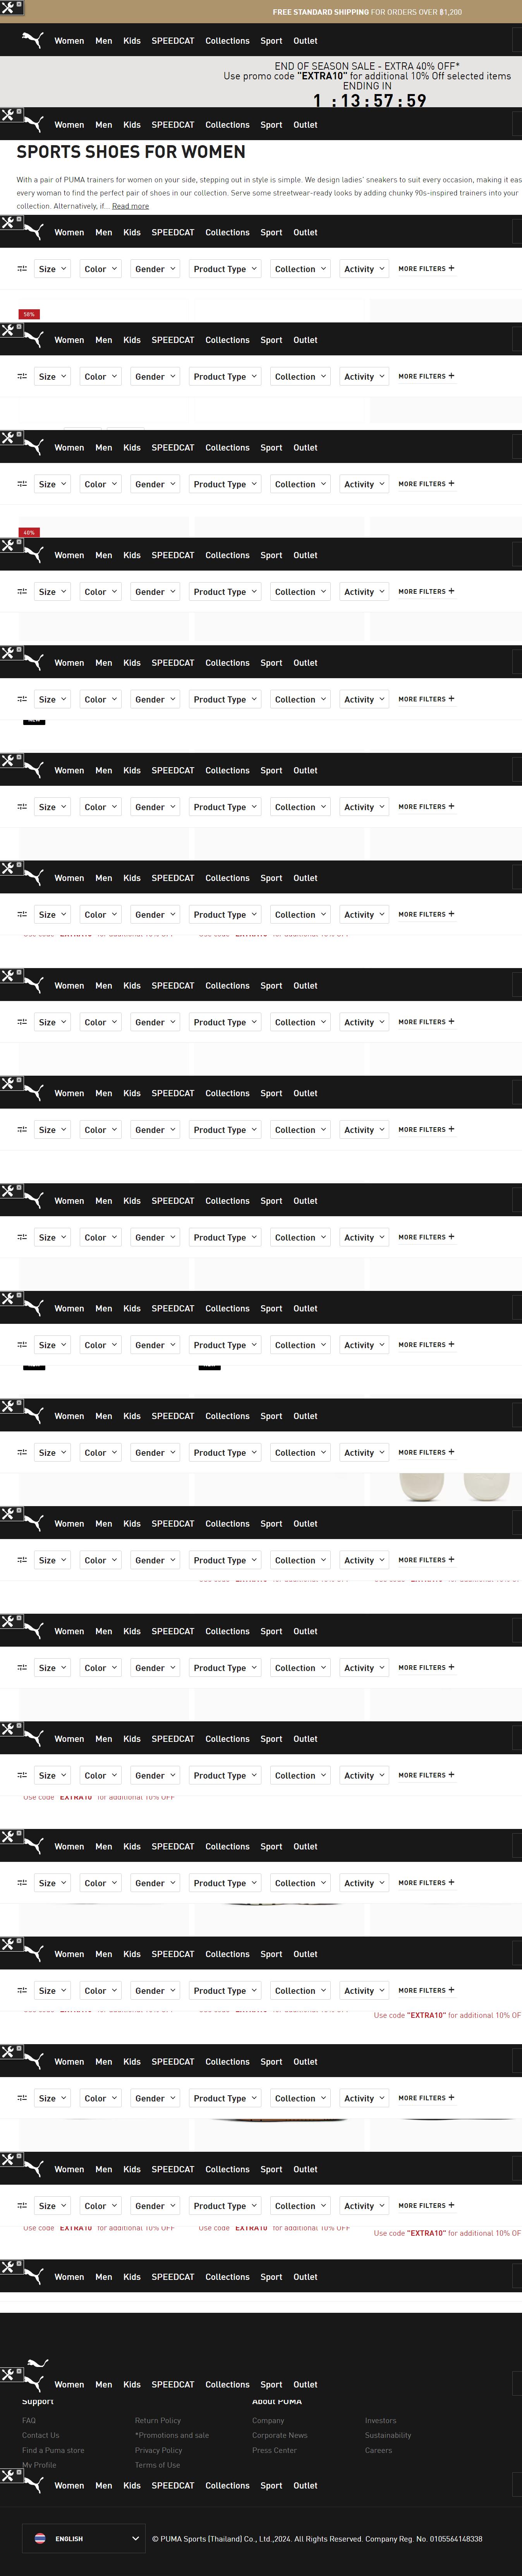 FREE STANDARD SHIPPING FOR ORDERS OVER ฿1,200
Women Men Kids SPEEDCAT Collections Sport Outlet
END OF SEASON SALE - EXTRA 40% OFF*
Use promo code "EXTRA10" for additional 10% Off selected items
ENDING IN
1 : 13 : 57 : 59
Women Men Kids SPEEDCAT Collections Sport Outlet
SPORTS SHOES FOR WOMEN
With a pair of PUMA trainers for women on your side, stepping out in style is simple. We design ladies' sneakers to suit every occasion, making it eas
every woman to find the perfect pair of shoes in our collection. Serve some streetwear-ready looks by adding chunky 90s-inspired trainers into your
collection. Alternatively, if... Read more
Women Men Kids SPEEDCAT Collections Sport Outlet
Size Color Gender Product Type Collection Activity MORE FILTERS +
50%
Women Men Kids SPEEDCAT Collections Sport Outlet
Size Color Gender Product Type Collection Activity MORE FILTERS +
Women Men Kids SPEEDCAT Collections Sport Outlet
Size Color Gender Product Type Collection Activity MORE FILTERS +
40%
Women Men Kids SPEEDCAT Collections Sport Outlet
Size Color Gender Product Type Collection Activity MORE FILTERS +
Women Men Kids SPEEDCAT Collections Sport Outlet
Size Color Gender Product Type Collection Activity MORE FILTERS +
Women Men Kids SPEEDCAT Collections Sport Outlet
Size Color Gender Product Type Collection Activity MORE FILTERS +
Women Men Kids SPEEDCAT Collections Sport Outlet
Size Color Gender Product Type Collection Activity MORE FILTERS +
Women Men Kids SPEEDCAT Collections Sport Outlet
Size Color Gender Product Type Collection Activity MORE FILTERS +
Women Men Kids SPEEDCAT Collections Sport Outlet
Size Color Gender Product Type Collection Activity MORE FILTERS +
Women Men Kids SPEEDCAT Collections Sport Outlet
Size Color Gender Product Type Collection Activity MORE FILTERS +
Women Men Kids SPEEDCAT Collections Sport Outlet
Size Color Gender Product Type Collection Activity MORE FILTERS +
Women Men Kids SPEEDCAT Collections Sport Outlet
Size Color Gender Product Type Collection Activity MORE FILTERS +
Women Men Kids SPEEDCAT Collections Sport Outlet
Size Color Gender Product Type Collection Activity MORE FILTERS +
Women Men Kids SPEEDCAT Collections Sport Outlet
Size Color Gender Product Type Collection Activity MORE FILTERS +
Women Men Kids SPEEDCAT Collections Sport Outlet
Size Color Gender Product Type Collection Activity MORE FILTERS +
Use code "EXTRA10" for additional 10% OFF
Women Men Kids SPEEDCAT Collections Sport Outlet
Size Color Gender Product Type Collection Activity MORE FILTERS +
Women Men Kids SPEEDCAT Collections Sport Outlet
Size Color Gender Product Type Collection Activity MORE FILTERS +
Use code "EXTRA10" for additional 10% OF
Women Men Kids SPEEDCAT Collections Sport Outlet
Size Color Gender Product Type Collection Activity MORE FILTERS +
Women Men Kids SPEEDCAT Collections Sport Outlet
Size Color Gender Product Type Collection Activity MORE FILTERS +
Use code "EXTRA10" for additional 10% OFF Use code "EXTRA10" for additional 10% OFF
Use code "EXTRA10" for additional 10% OF
Women Men Kids SPEEDCAT Collections Sport Outlet
Women Men Kids SPEEDCAT Collections Sport Outlet
Support About PUMA
FAQ Return Policy Company Investors
Contact Us *Promotions and sale Corporate News Sustainability
Find a Puma store Privacy Policy Press Center Careers
My Profile Terms of Use
Women Men Kids SPEEDCAT Collections Sport Outlet
ENGLISH © PUMA Sports (Thailand) Co., Ltd.,2024. All Rights Reserved. Company Reg. No. 0105564148338